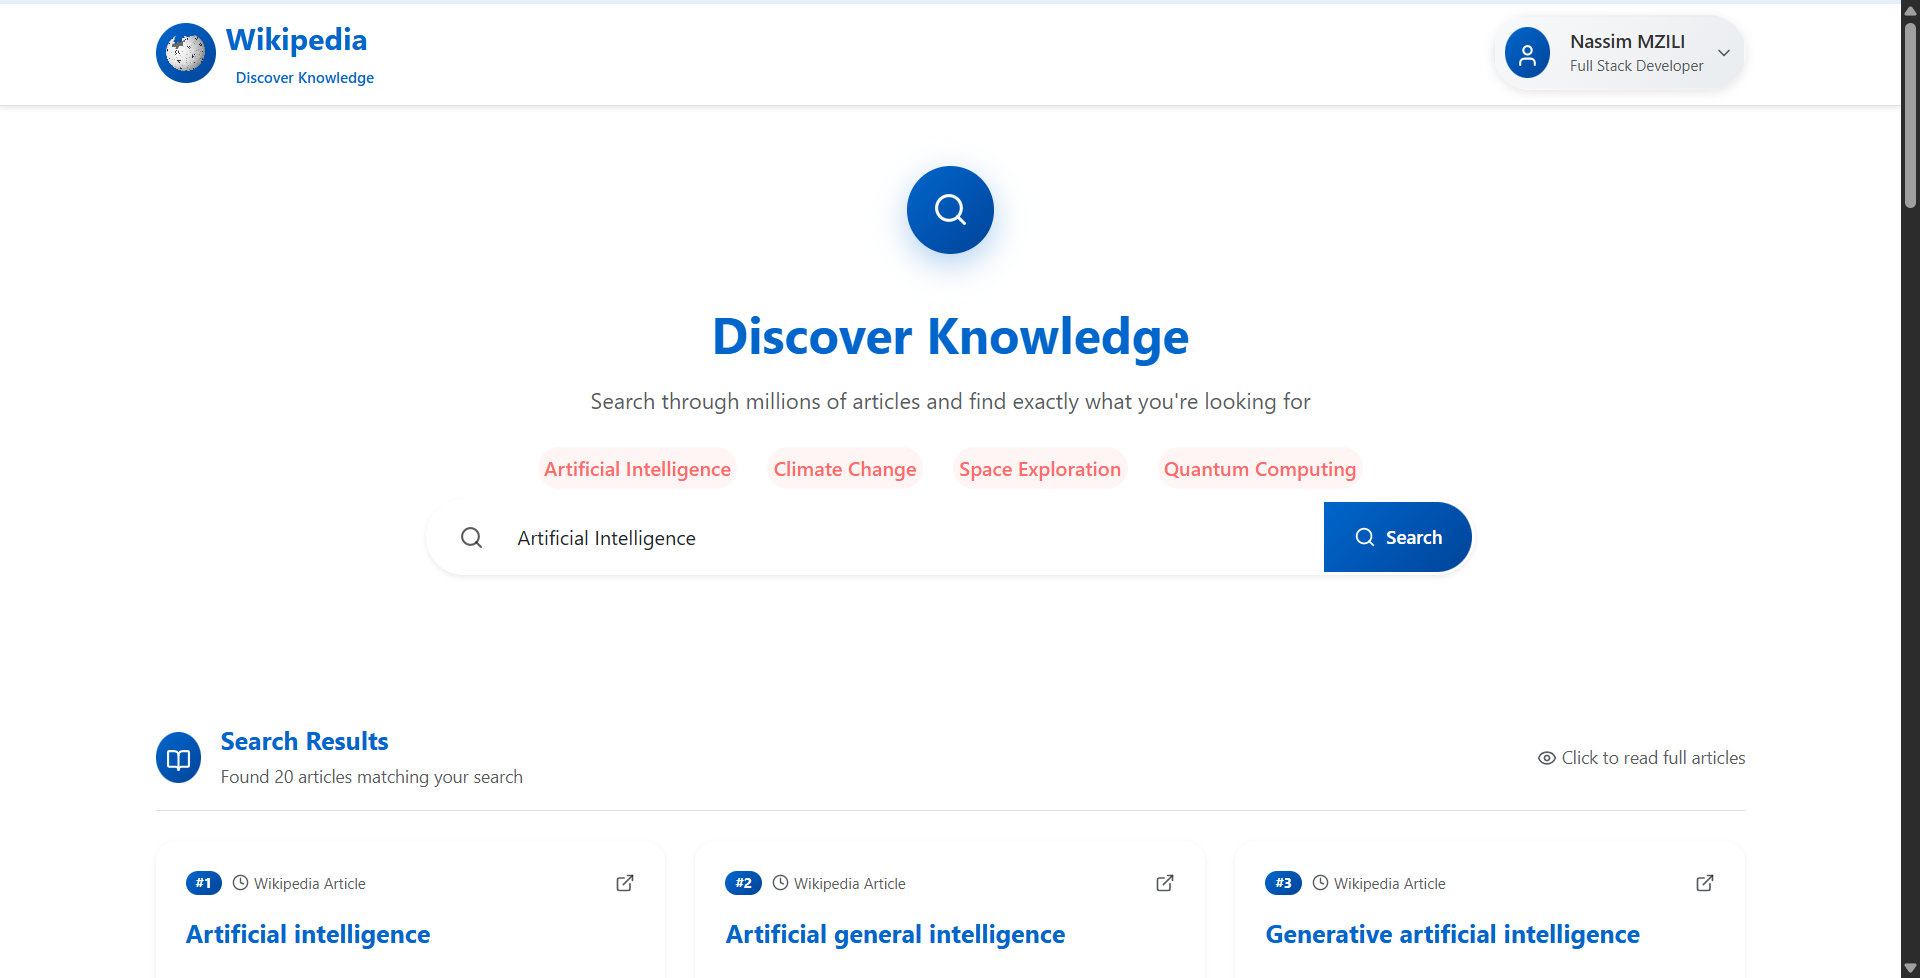 Wikipedia
Discover Knowledge
Nassim MZILI
Full Stack Developer
Discover Knowledge
Search through millions of articles and find exactly what you're looking for
Artificial Intelligence
Climate Change
Space Exploration
Quantum Computing
Artificial Intelligence
Search
Search Results
Found 20 articles matching your search
Click to read full articles
#1 Wikipedia Article
Artificial intelligence
#2 Wikipedia Article
Artificial general intelligence
#3 Wikipedia Article
Generative artificial intelligence